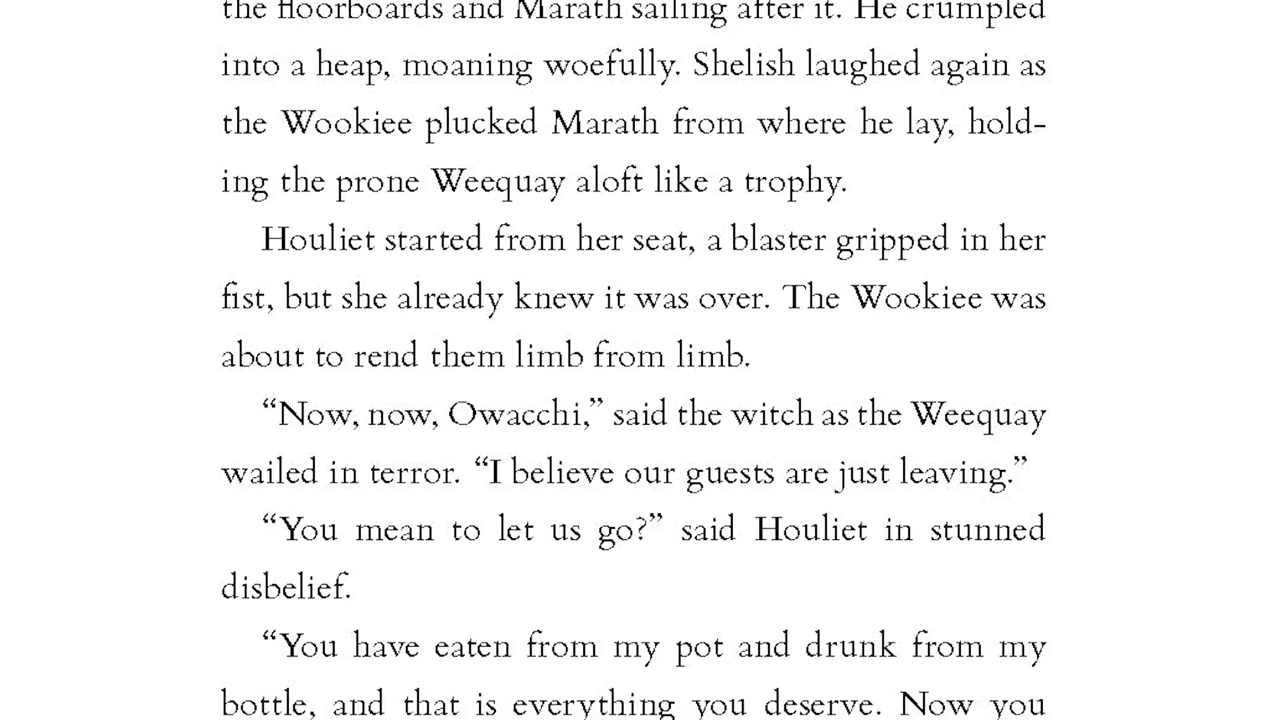 the floorboards and Marath sailing after it. He crumpled
into a heap, moaning woefully. Shelish laughed again as
the Wookiee plucked Marath from where he lay, hold-
ing the prone Weequay aloft like a trophy.
Houliet started from her seat, a blaster gripped in her
fist, but she already knew it was over. The Wookiee was
about to rend them limb from limb.
“Now, now, Owacchi,” said the witch as the Weequay
wailed in terror. “I believe our guests are just leaving.”
“You mean to let us go?” said Houliet in stunned
disbelief.
“You have eaten from my pot and drunk from my
bottle, and that is everything you deserve. Now you